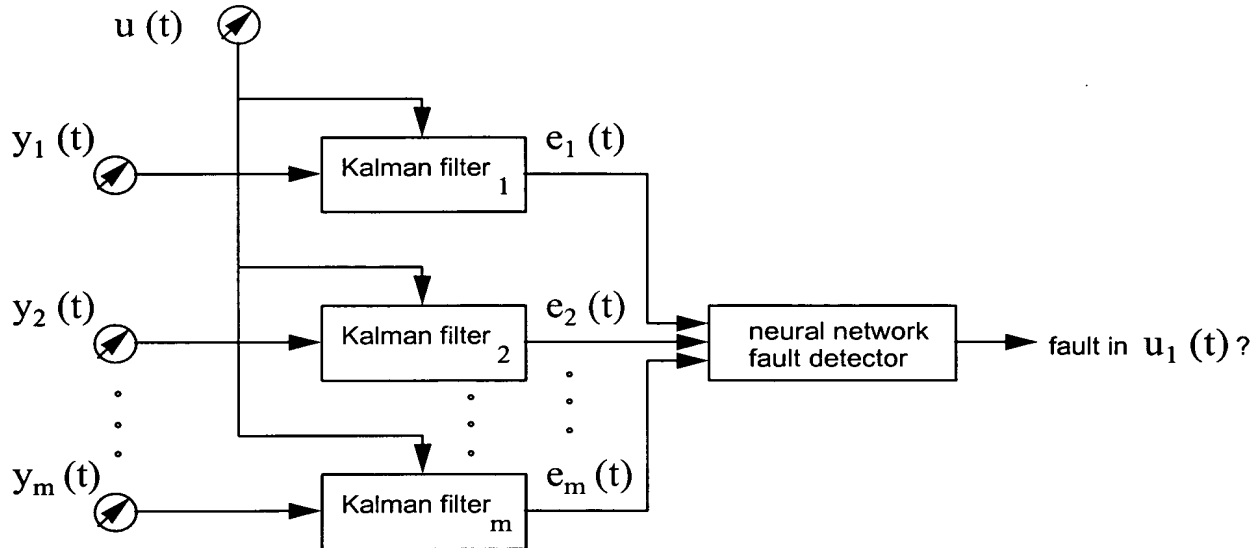 u (t)
y1 (t)
Kalman filter 1
e1 (t)
y2 (t)
Kalman filter 2
e2 (t)
neural network
fault detector
fault in u1 (t) ?
ym (t)
Kalman filter m
em (t)